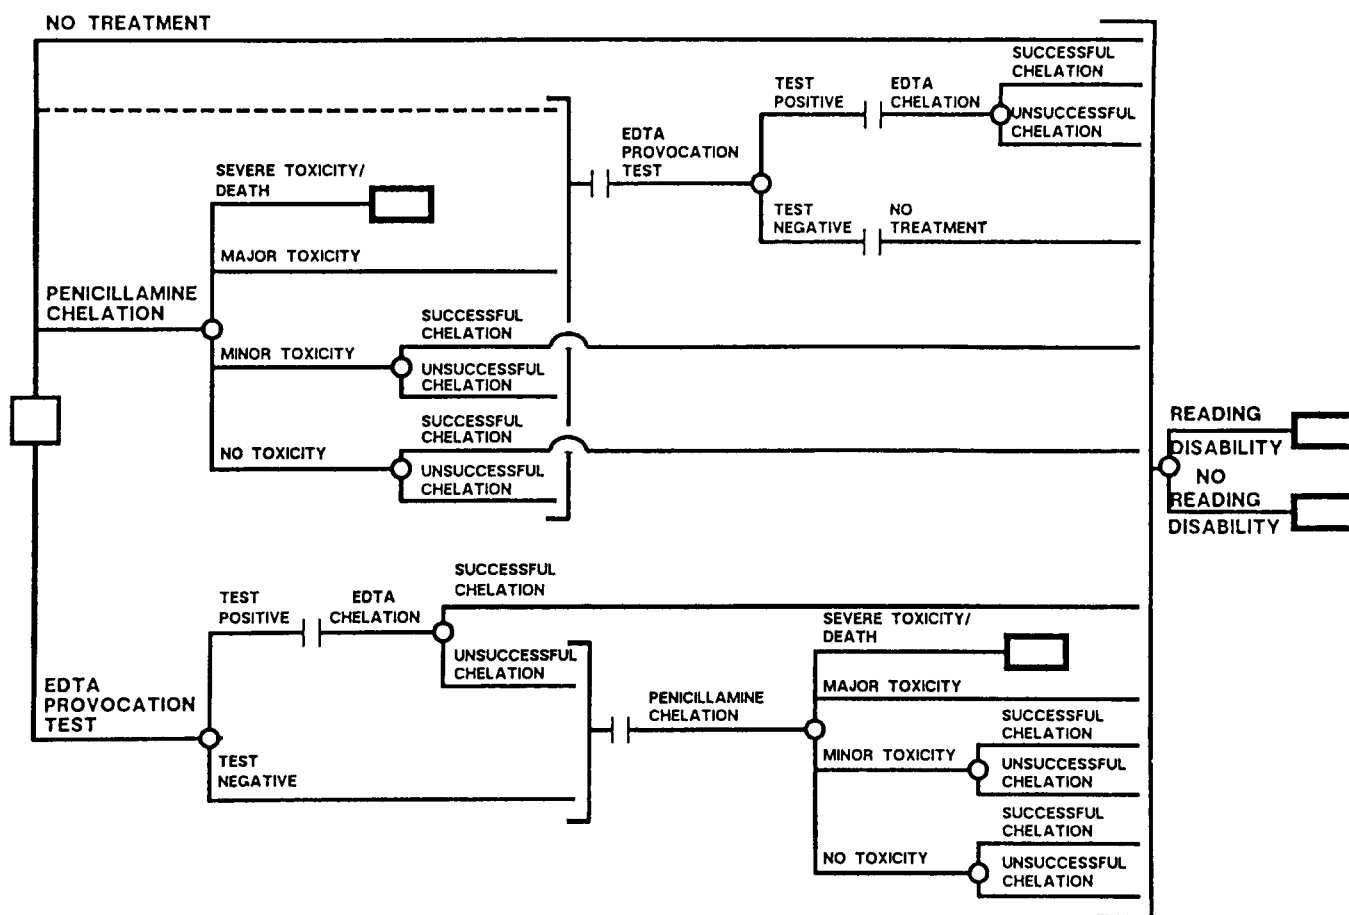 NO TREATMENT
SUCCESSFUL
CHELATION
TEST
POSITIVE
EDTA
CHELATION
UNSUCCESSFUL
CHELATION
EDTA
PROVOCATION
TEST
SEVERE TOXICITY/
DEATH
TEST
NEGATIVE
NO
TREATMENT
MAJOR TOXICITY
PENICILLAMINE
CHELATION
SUCCESSFUL
CHELATION
MINOR TOXICITY
UNSUCCESSFUL
CHELATION
SUCCESSFUL
CHELATION
NO TOXICITY
UNSUCCESSFUL
CHELATION
READING
DISABILITY
NO
READING
DISABILITY
SUCCESSFUL
CHELATION
TEST
POSITIVE
EDTA
CHELATION
UNSUCCESSFUL
CHELATION
EDTA
PROVOCATION
TEST
TEST
NEGATIVE
PENICILLAMINE
CHELATION
SEVERE TOXICITY/
DEATH
MAJOR TOXICITY
SUCCESSFUL
CHELATION
MINOR TOXICITY
UNSUCCESSFUL
CHELATION
SUCCESSFUL
CHELATION
NO TOXICITY
UNSUCCESSFUL
CHELATION